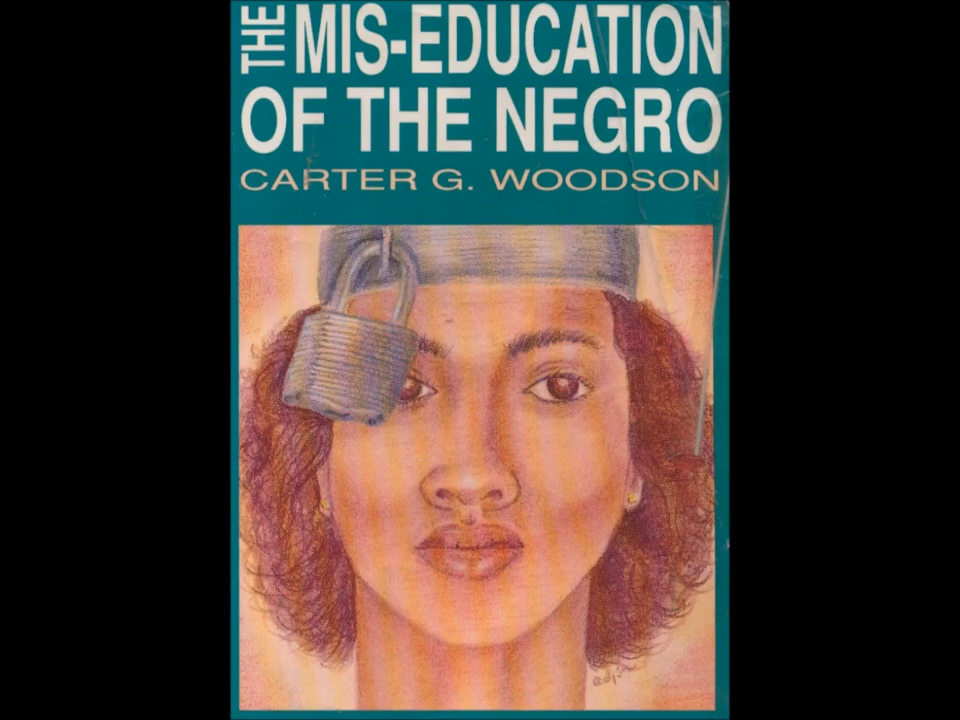 THE MIS-EDUCATION
OF THE NEGRO
CARTER G. WOODSON